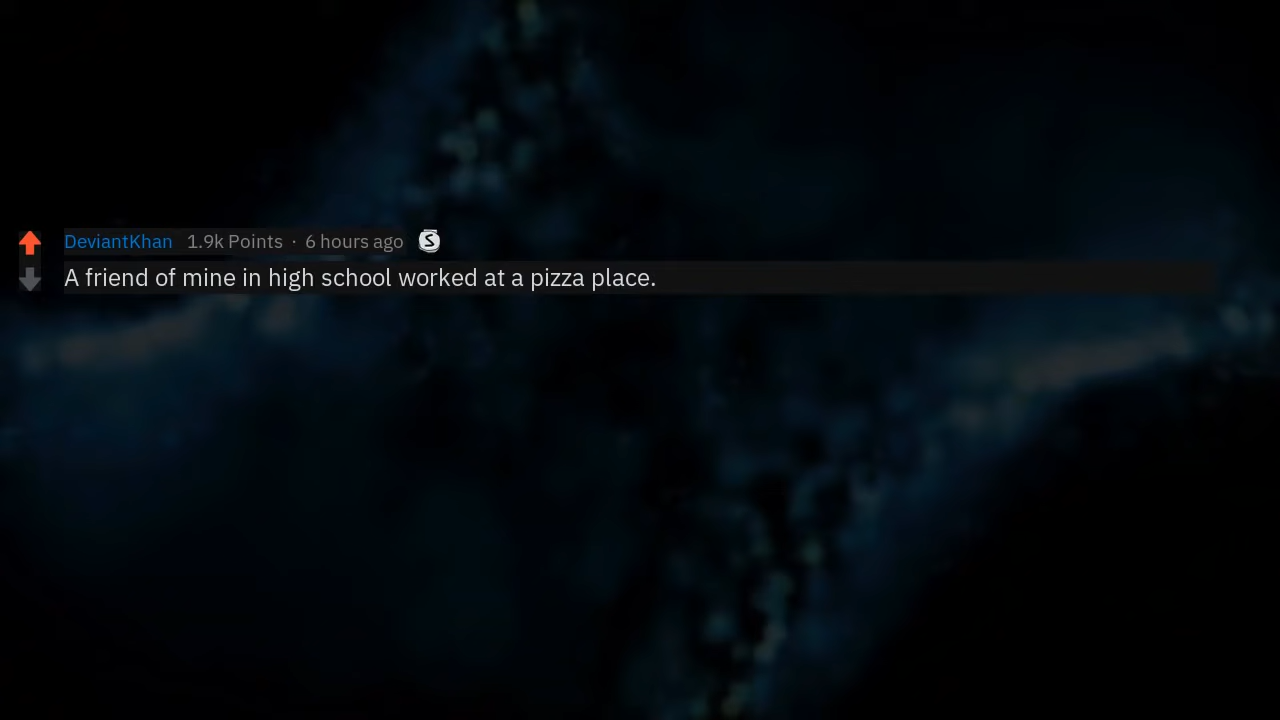 DeviantKhan 1.9k Points · 6 hours ago
A friend of mine in high school worked at a pizza place.